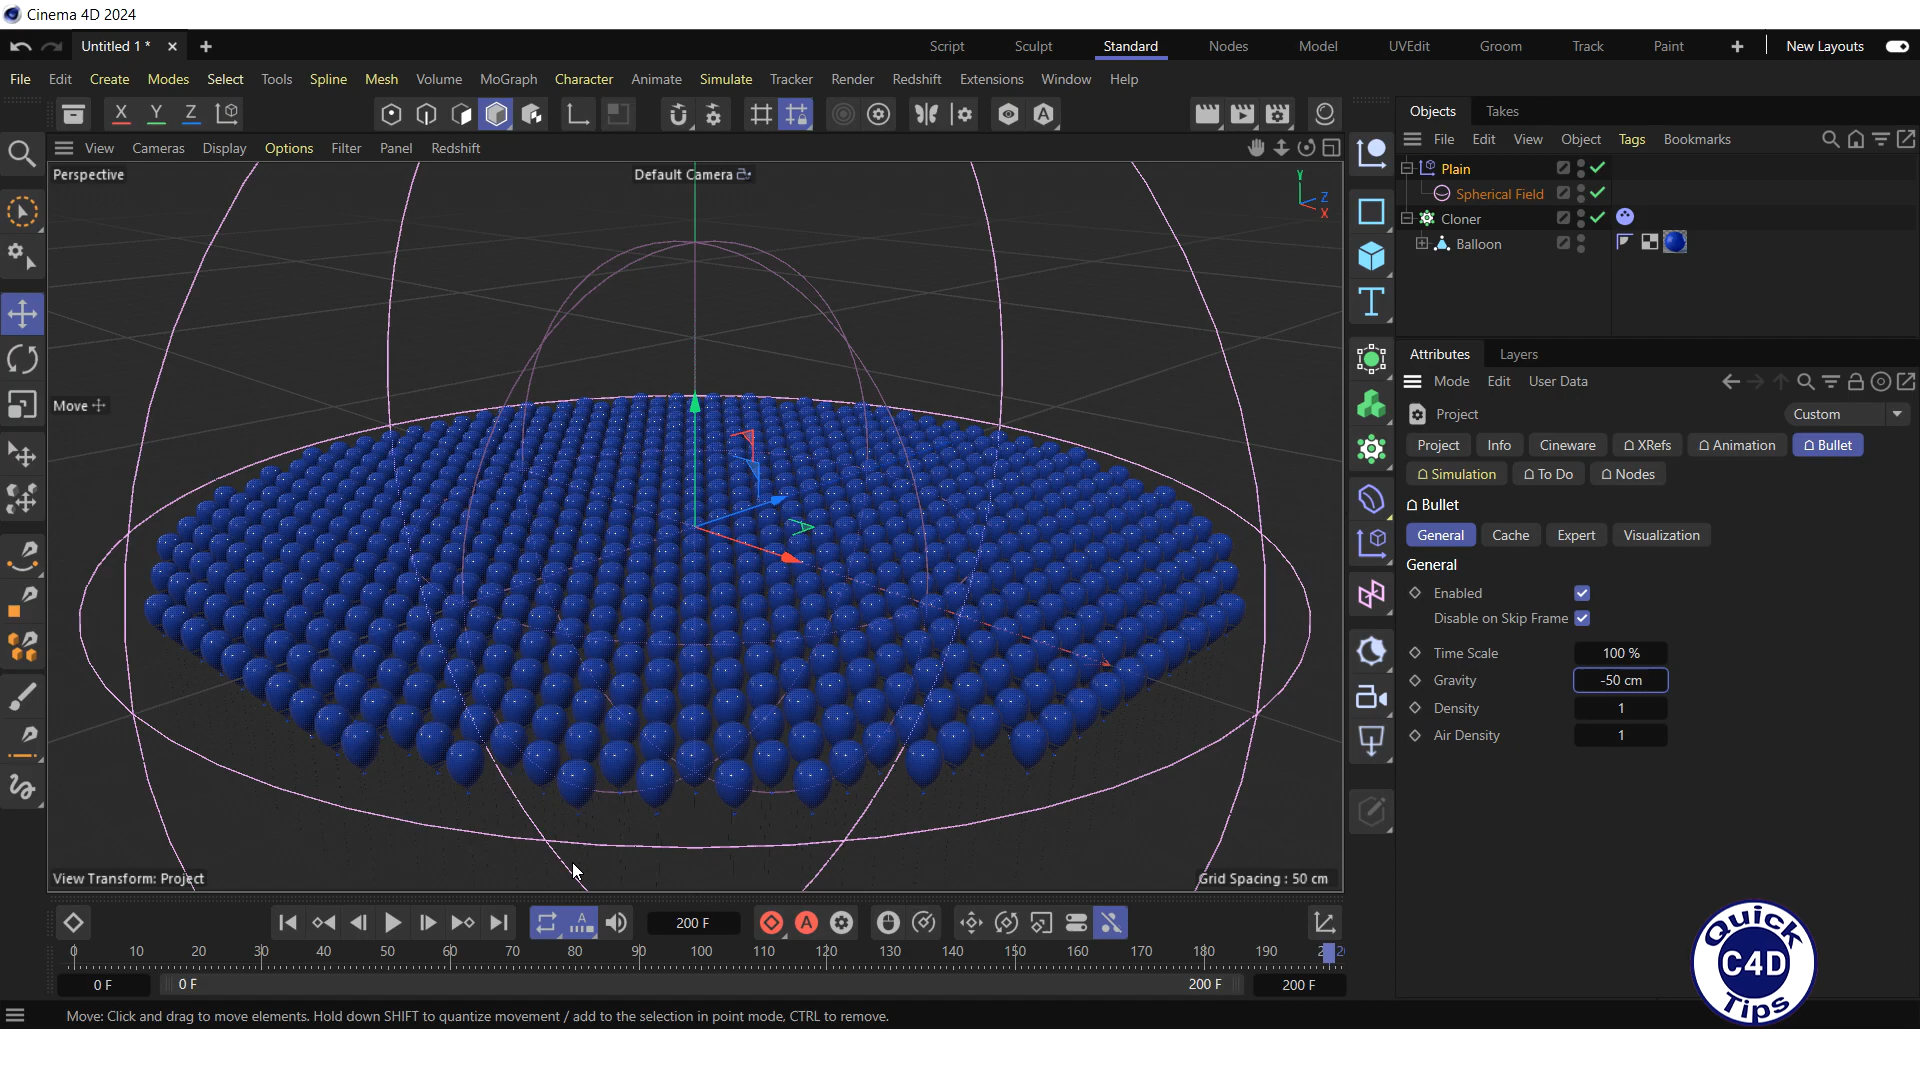 Cinema 4D 2024
Untitled 1 *
Script
Sculpt
Standard
Nodes
Model
UVEdit
Groom
Track
Paint
New Layouts
File Edit Create Modes Select Tools Spline Mesh Volume MoGraph Character Animate Simulate Tracker Render Redshift Extensions Window Help
X Y Z
Objects Takes
View Cameras Display Options Filter Panel Redshift
File Edit View Object Tags Bookmarks
Perspective
Default Camera
Y
Z
X
Plain
Spherical Field
Cloner
Balloon
Attributes Layers
Mode Edit User Data
Move
Project
Custom
Project Info Cineware XRefs Animation Bullet
Simulation To Do Nodes
Bullet
General Cache Expert Visualization
General
Enabled
Disable on Skip Frame
Time Scale 100 %
Gravity -50 cm
Density 1
Air Density 1
View Transform: Project
Grid Spacing : 50 cm
200 F
0 10 20 30 40 50 60 70 80 90 100 110 120 130 140 150 160 170 180 190
0 F
0 F
200 F
200 F
Quick
C4D
Tips
Move: Click and drag to move elements. Hold down SHIFT to quantize movement / add to the selection in point mode, CTRL to remove.